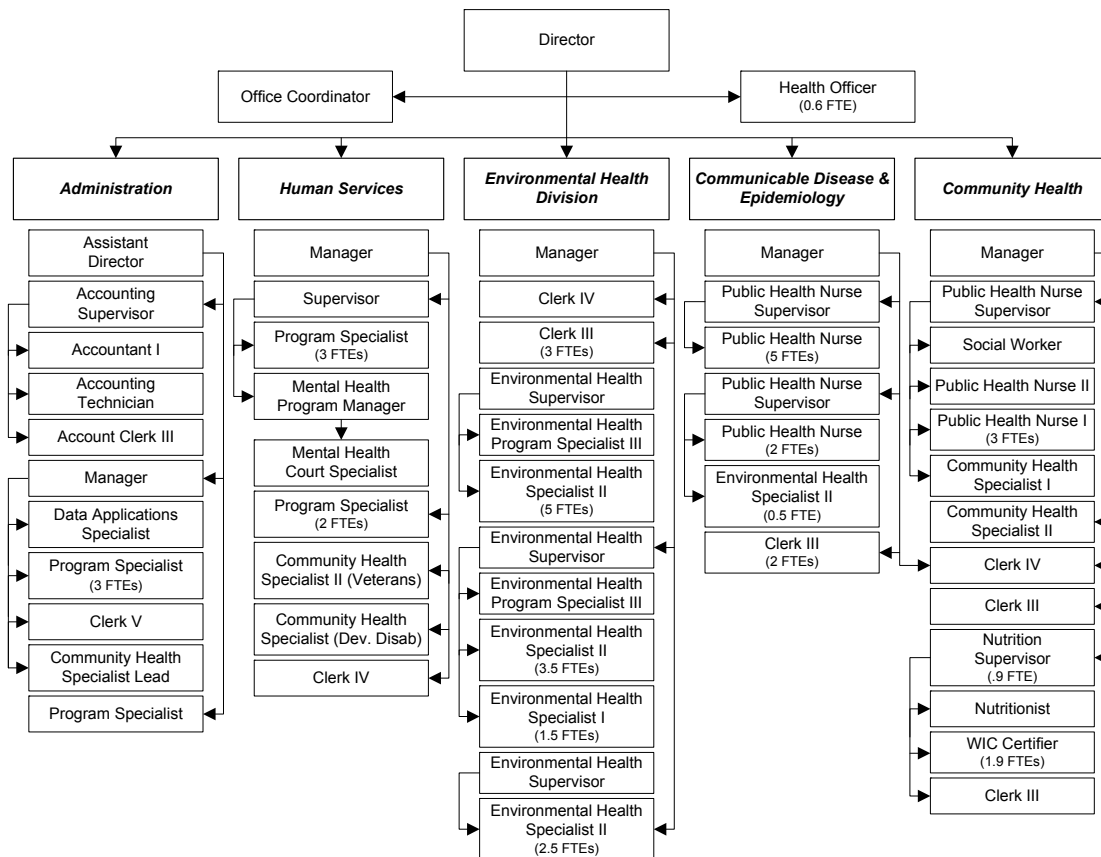 Director
Office Coordinator
Health Officer
(0.6 FTE)
Administration
Human Services
Environmental Health
Division
Communicable Disease &
Epidemiology
Community Health
Assistant
Director
Accounting
Supervisor
Accountant I
Accounting
Technician
Account Clerk III
Manager
Data Applications
Specialist
Program Specialist
(3 FTEs)
Clerk V
Community Health
Specialist Lead
Program Specialist
Manager
Supervisor
Program Specialist
(3 FTEs)
Mental Health
Program Manager
Mental Health
Court Specialist
Program Specialist
(2 FTEs)
Community Health
Specialist II (Veterans)
Community Health
Specialist (Dev. Disab)
Clerk IV
Manager
Clerk IV
Clerk III
(3 FTEs)
Environmental Health
Supervisor
Environmental Health
Program Specialist III
Environmental Health
Specialist II
(5 FTEs)
Environmental Health
Supervisor
Environmental Health
Program Specialist III
Environmental Health
Specialist II
(3.5 FTEs)
Environmental Health
Specialist I
(1.5 FTEs)
Environmental Health
Supervisor
Environmental Health
Specialist II
(2.5 FTEs)
Manager
Public Health Nurse
Supervisor
Public Health Nurse
(5 FTEs)
Public Health Nurse
Supervisor
Public Health Nurse
(2 FTEs)
Environmental Health
Specialist II
(0.5 FTE)
Clerk III
(2 FTEs)
Manager
Public Health Nurse
Supervisor
Social Worker
Public Health Nurse II
Public Health Nurse I
(3 FTEs)
Community Health
Specialist I
Community Health
Specialist II
Clerk IV
Clerk III
Nutrition
Supervisor
(.9 FTE)
Nutritionist
WIC Certifier
(1.9 FTEs)
Clerk III